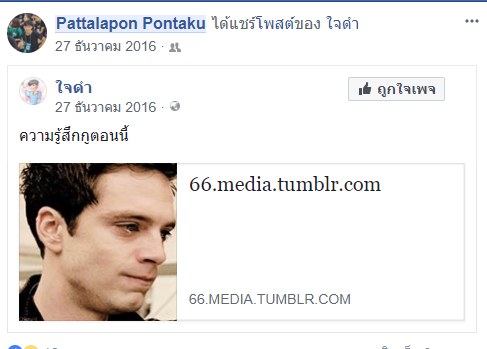 Pattalapon Pontaku ได้แชร์โพสต์ของ ใจดำ
27 ธันวาคม 2016 ·
ใจดำ
ถูกใจเพจ
27 ธันวาคม 2016 ·
ความรู้สึกกูตอนนี้
66.media.tumblr.com
66.MEDIA.TUMBLR.COM